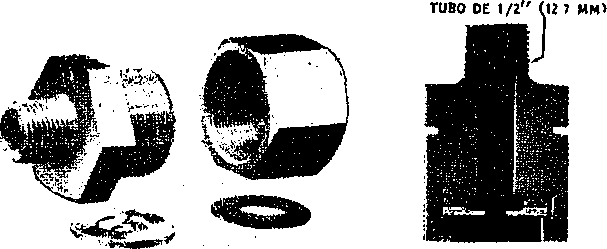 TUBO DE 1/2″ (12 7 MM)